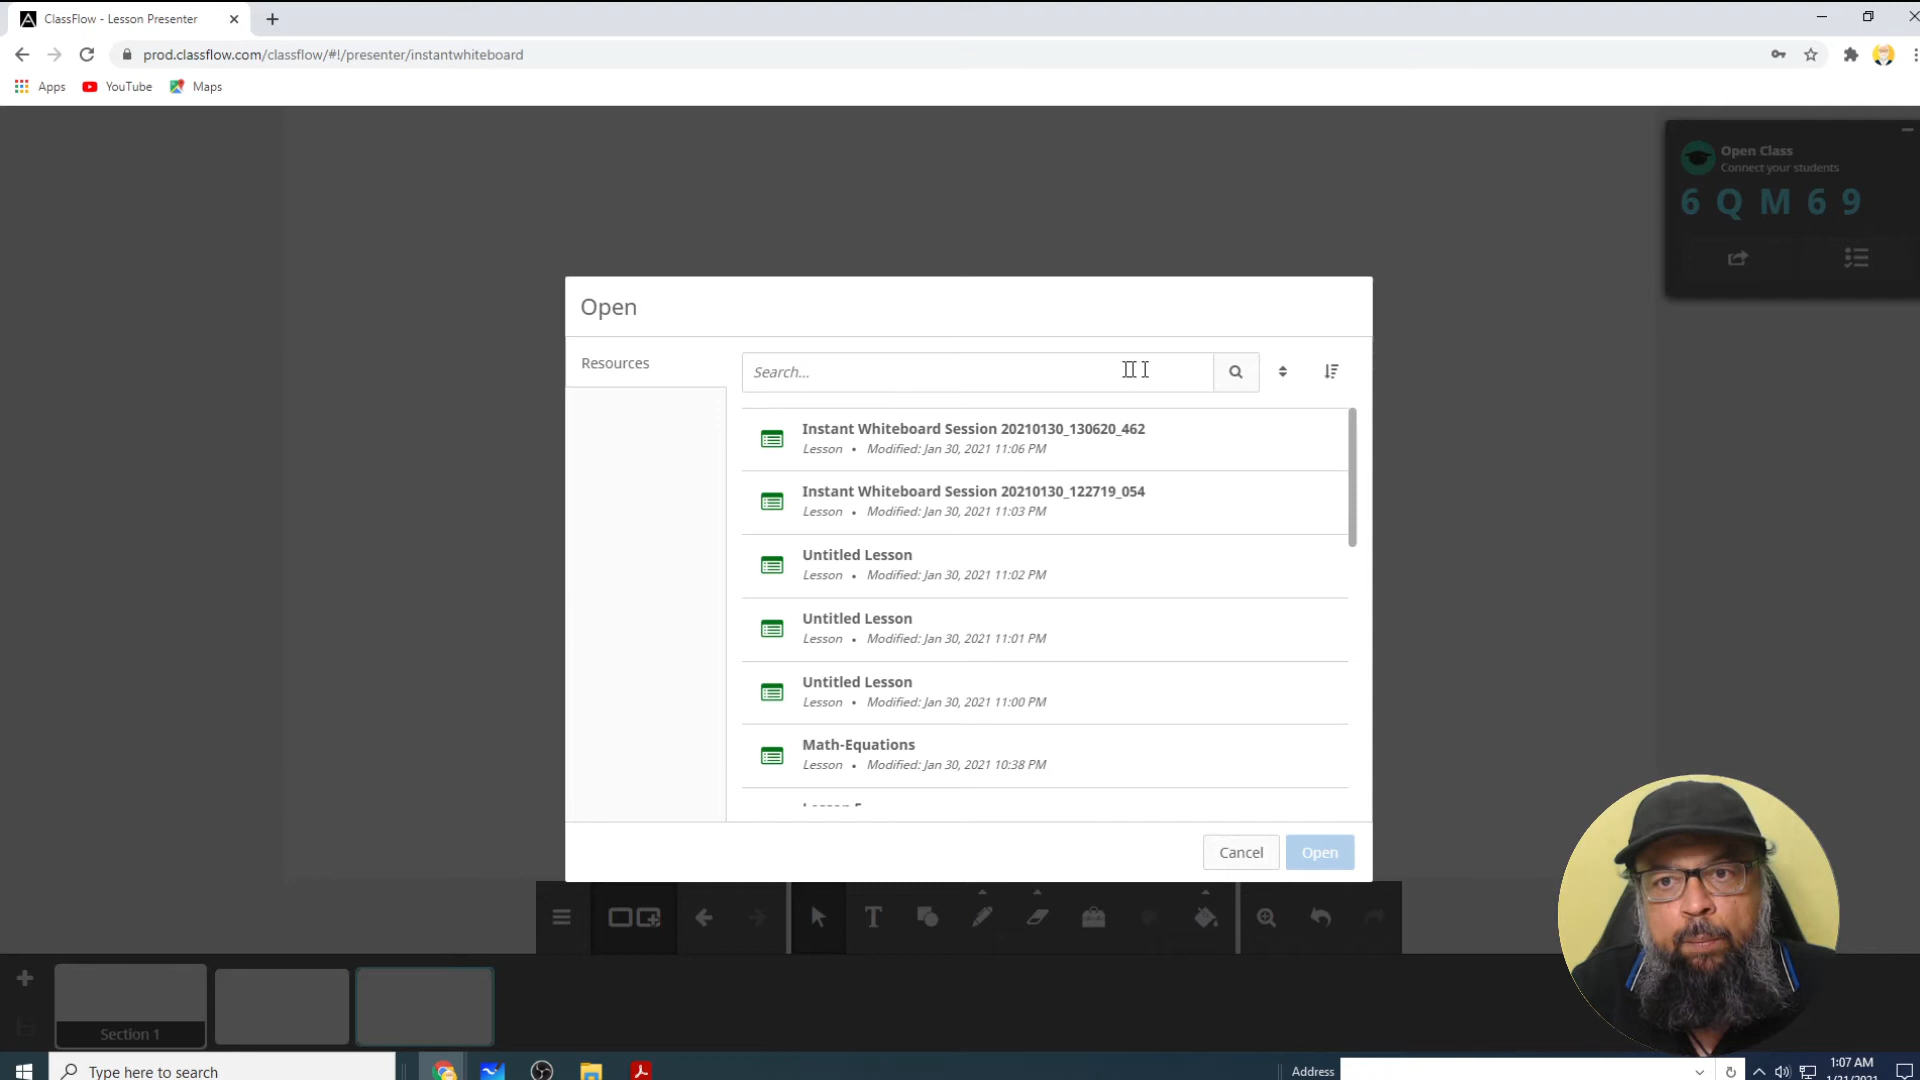 ClassFlow - Lesson Presenter
prod.classflow.com/classflow/#!/presenter/instantwhiteboard
Apps YouTube Maps
Open Class
Connect your students
6 Q M 6 9
Open
Resources
Search...
Instant Whiteboard Session 20210130_130620_462
Lesson • Modified: Jan 30, 2021 11:06 PM
Instant Whiteboard Session 20210130_122719_054
Lesson • Modified: Jan 30, 2021 11:03 PM
Untitled Lesson
Lesson • Modified: Jan 30, 2021 11:02 PM
Untitled Lesson
Lesson • Modified: Jan 30, 2021 11:01 PM
Untitled Lesson
Lesson • Modified: Jan 30, 2021 11:00 PM
Math-Equations
Lesson • Modified: Jan 30, 2021 10:38 PM
Cancel Open
Section 1
Type here to search
Address
1:07 AM